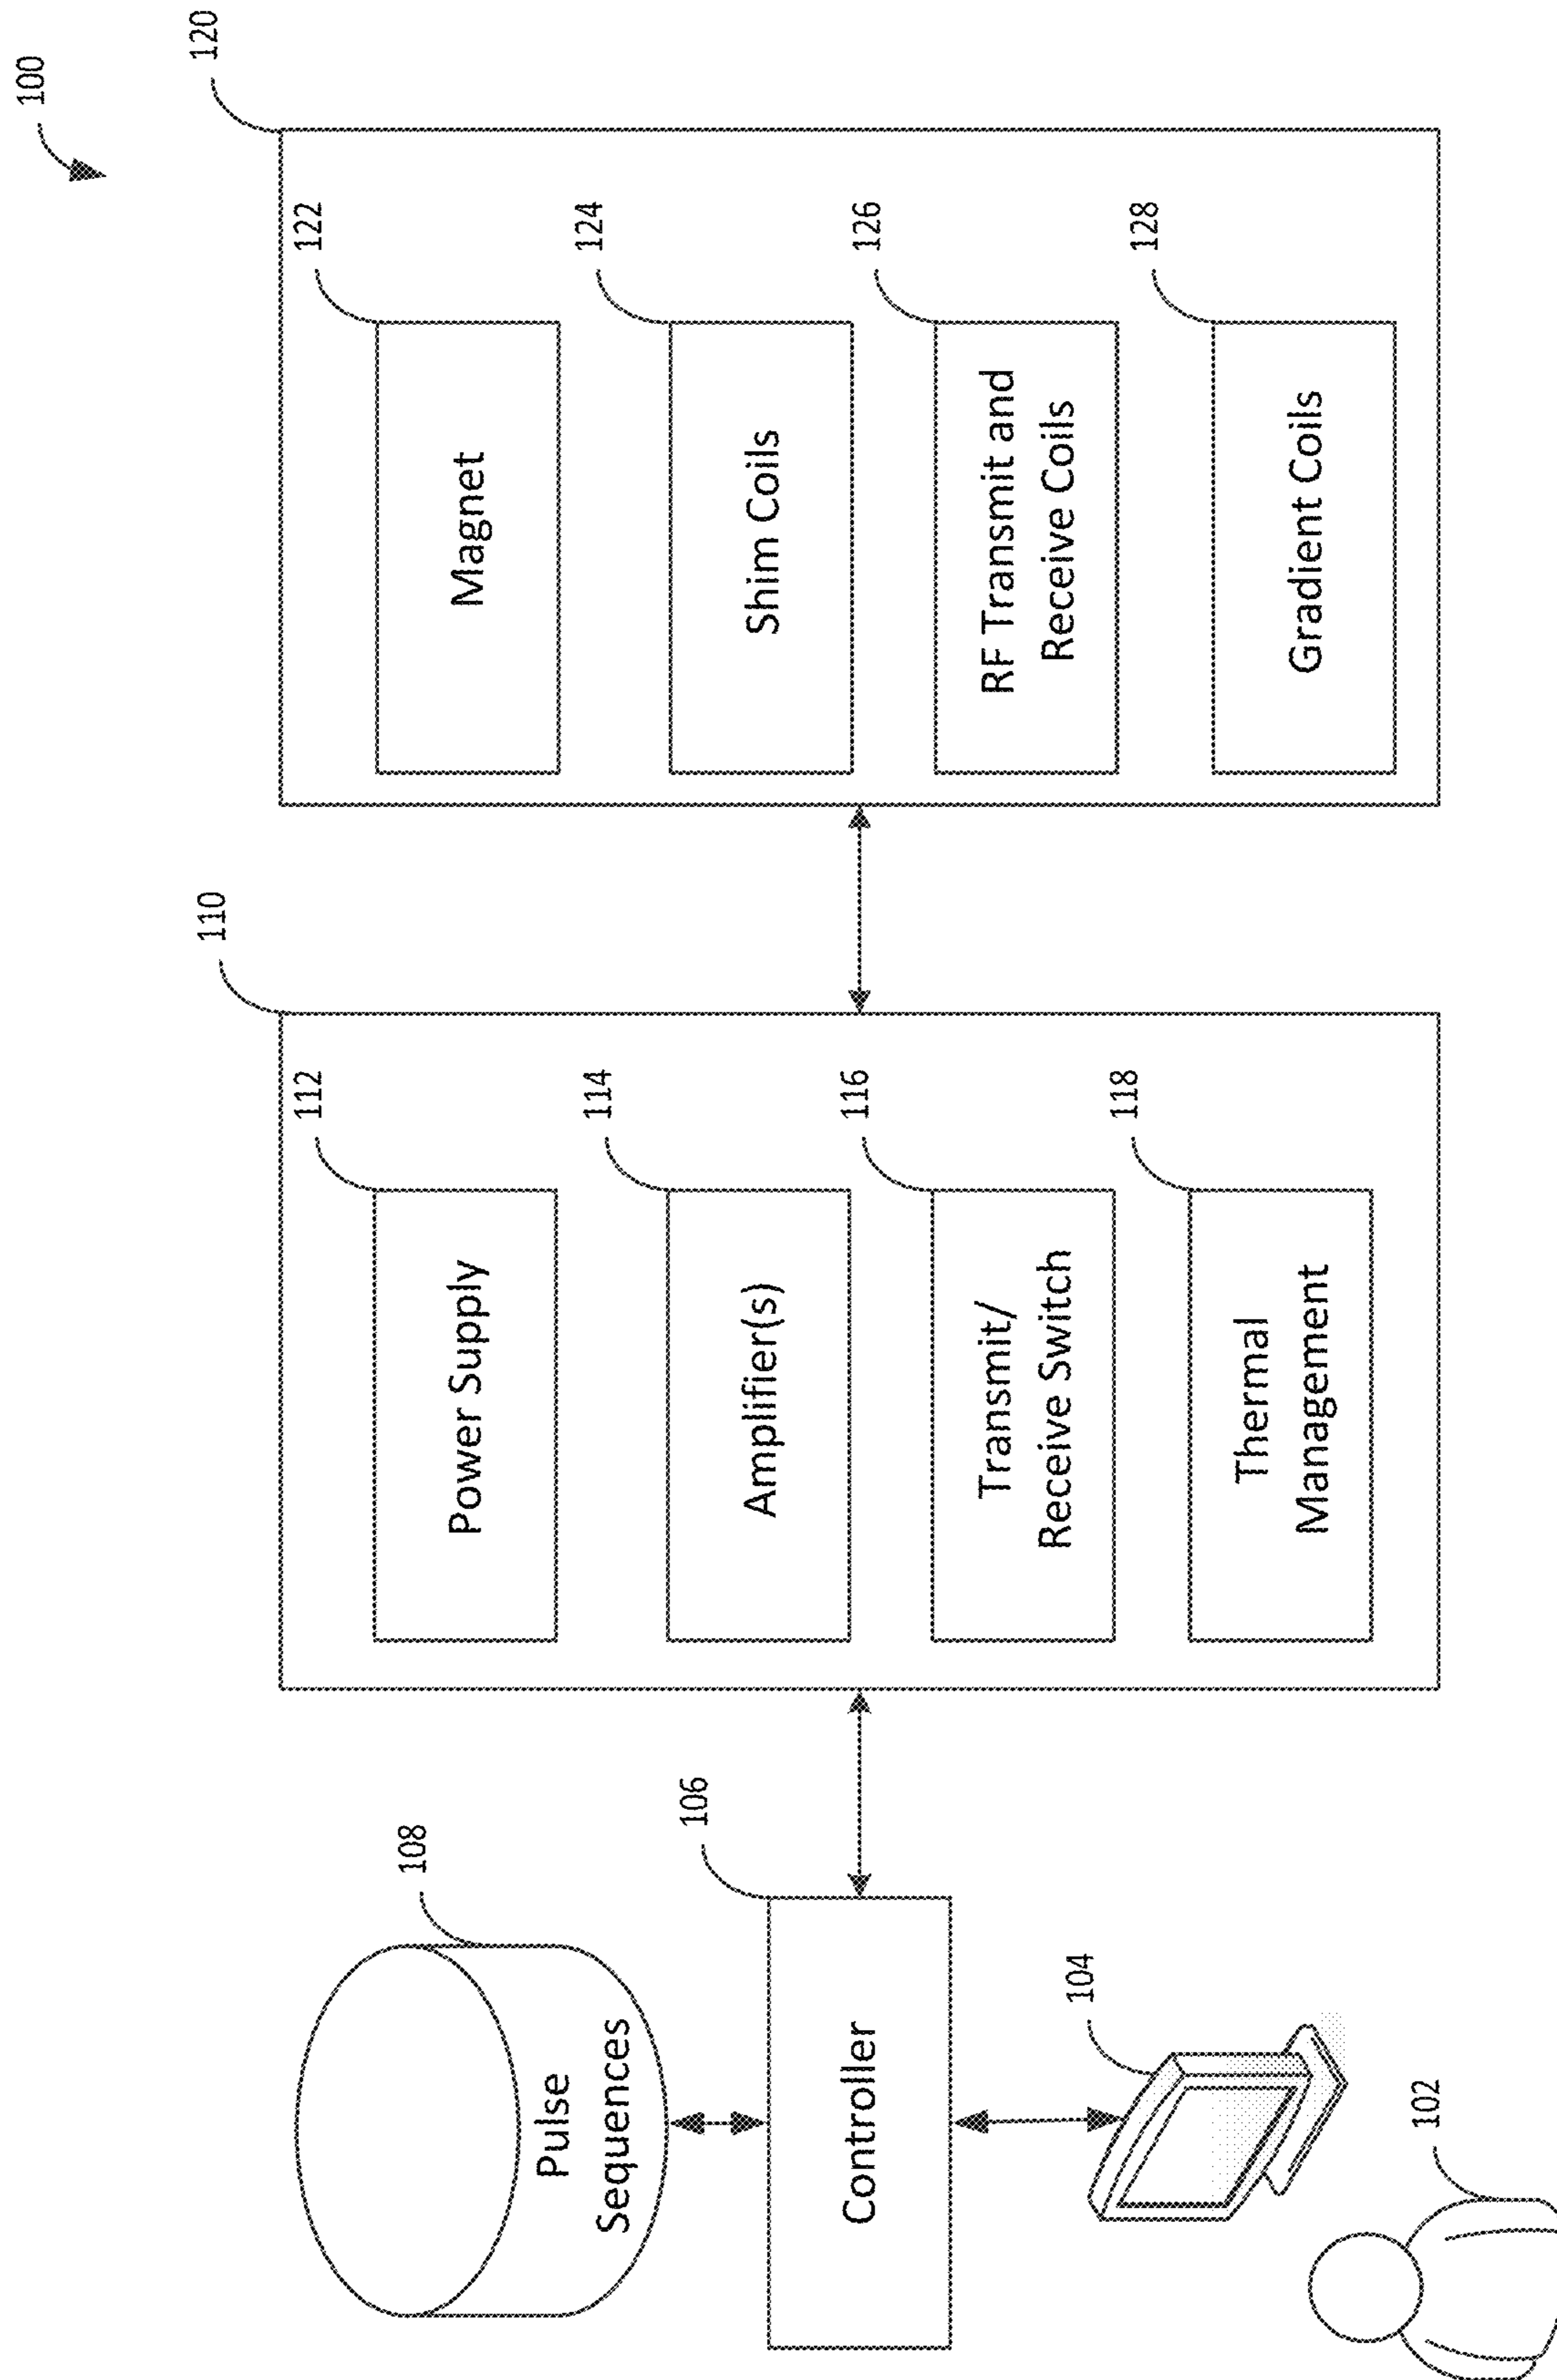 100
108
Pulse
Sequences
106
Controller
104
102
110
112
Power Supply
114
Amplifier(s)
116
Transmit/
Receive Switch
118
Thermal
Management
120
122
Magnet
124
Shim Coils
126
RF Transmit and
Receive Coils
128
Gradient Coils